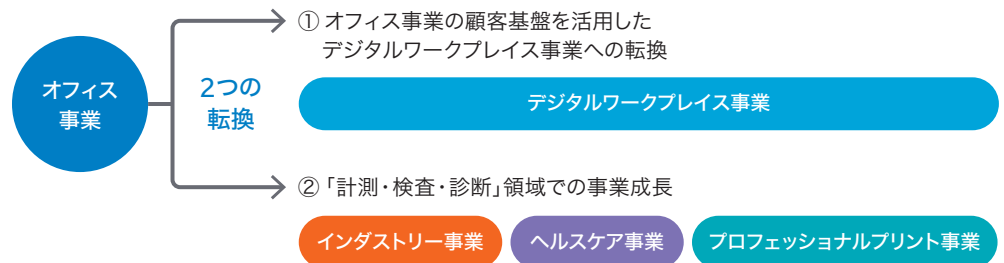 ① オフィス事業の顧客基盤を活用した
デジタルワークプレイス事業への転換
オフィス
事業
2つの
転換
デジタルワークプレイス事業
② 「計測・検査・診断」領域での事業成長
インダストリー事業
ヘルスケア事業
プロフェッショナルプリント事業